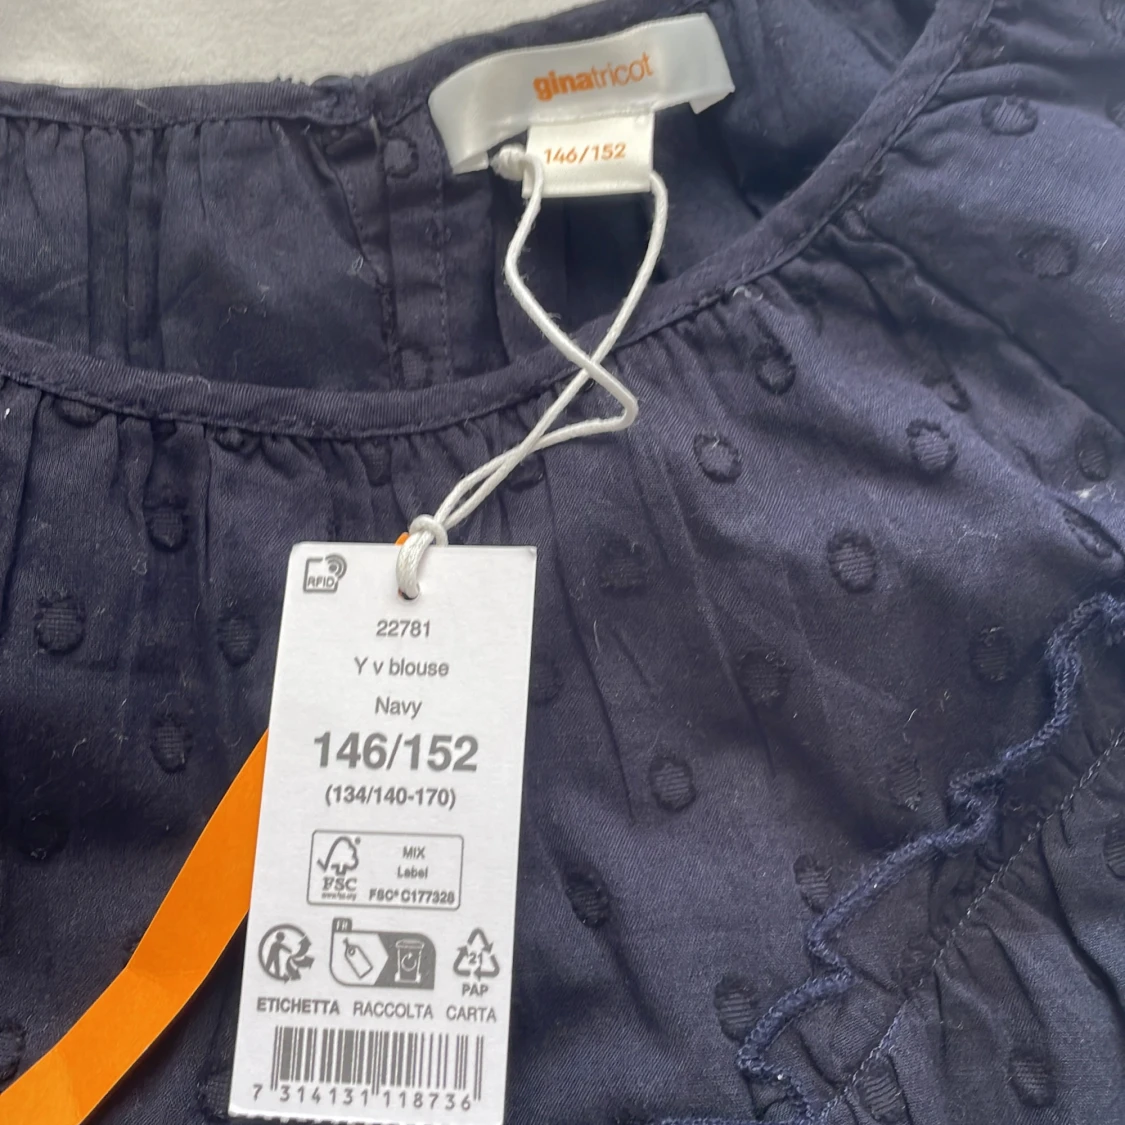 ginatricot
146/152
RFID
22781
Y v blouse
Navy
146/152
(134/140-170)
FSC
MIX
Label
FSC® C177328
FR
21
PAP
ETICHETTA RACCOLTA CARTA
7 314131 118736